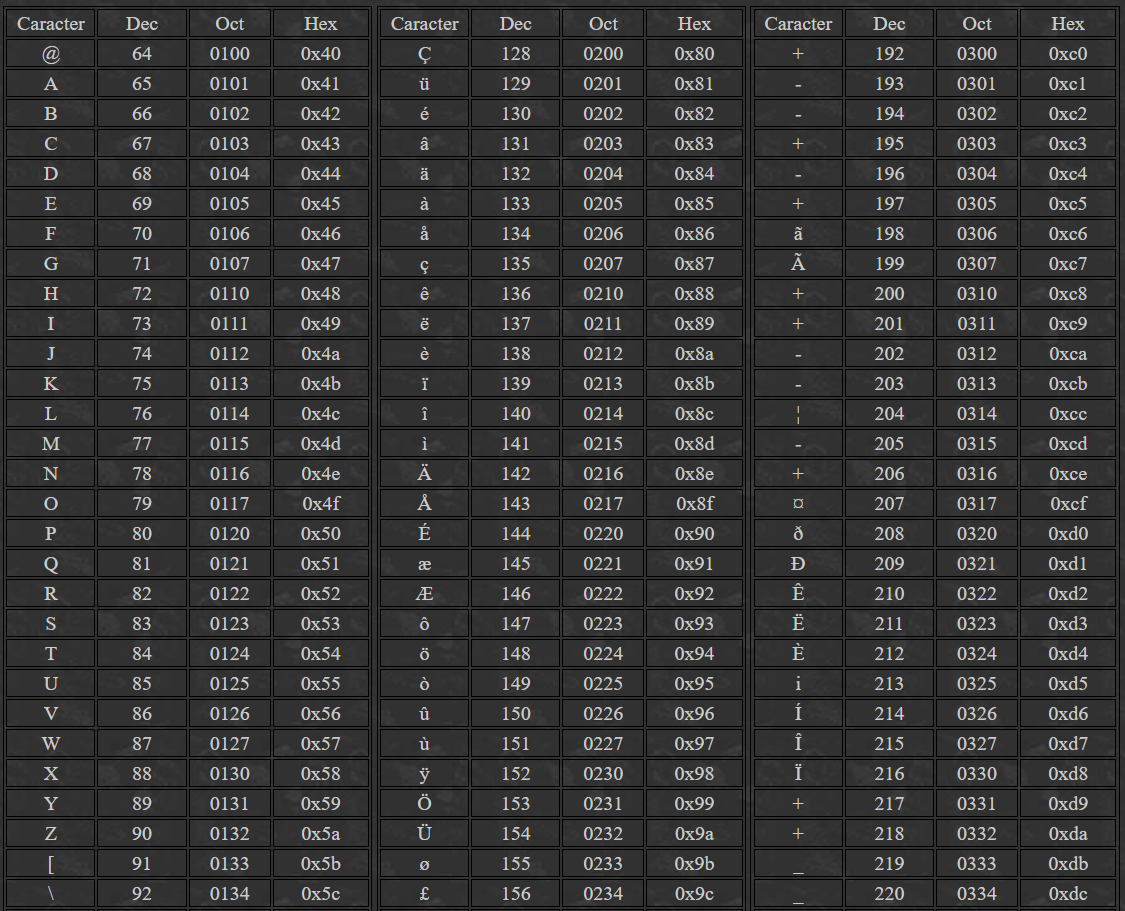 Caracter Dec Oct Hex Caracter Dec Oct Hex Caracter Dec Oct Hex
@ 64 0100 0x40 Ç 128 0200 0x80 + 192 0300 0xc0
A 65 0101 0x41 ü 129 0201 0x81 - 193 0301 0xc1
B 66 0102 0x42 é 130 0202 0x82 - 194 0302 0xc2
C 67 0103 0x43 â 131 0203 0x83 + 195 0303 0xc3
D 68 0104 0x44 ä 132 0204 0x84 - 196 0304 0xc4
E 69 0105 0x45 à 133 0205 0x85 + 197 0305 0xc5
F 70 0106 0x46 å 134 0206 0x86 ã 198 0306 0xc6
G 71 0107 0x47 ç 135 0207 0x87 Ã 199 0307 0xc7
H 72 0110 0x48 ê 136 0210 0x88 + 200 0310 0xc8
I 73 0111 0x49 ë 137 0211 0x89 + 201 0311 0xc9
J 74 0112 0x4a è 138 0212 0x8a - 202 0312 0xca
K 75 0113 0x4b ï 139 0213 0x8b - 203 0313 0xcb
L 76 0114 0x4c î 140 0214 0x8c ¦ 204 0314 0xcc
M 77 0115 0x4d ì 141 0215 0x8d - 205 0315 0xcd
N 78 0116 0x4e Ä 142 0216 0x8e + 206 0316 0xce
O 79 0117 0x4f Å 143 0217 0x8f ¤ 207 0317 0xcf
P 80 0120 0x50 É 144 0220 0x90 ð 208 0320 0xd0
Q 81 0121 0x51 æ 145 0221 0x91 Ð 209 0321 0xd1
R 82 0122 0x52 Æ 146 0222 0x92 Ê 210 0322 0xd2
S 83 0123 0x53 ô 147 0223 0x93 Ë 211 0323 0xd3
T 84 0124 0x54 ö 148 0224 0x94 È 212 0324 0xd4
U 85 0125 0x55 ò 149 0225 0x95 i 213 0325 0xd5
V 86 0126 0x56 û 150 0226 0x96 Í 214 0326 0xd6
W 87 0127 0x57 ù 151 0227 0x97 Î 215 0327 0xd7
X 88 0130 0x58 ÿ 152 0230 0x98 Ï 216 0330 0xd8
Y 89 0131 0x59 Ö 153 0231 0x99 + 217 0331 0xd9
Z 90 0132 0x5a Ü 154 0232 0x9a + 218 0332 0xda
[ 91 0133 0x5b ø 155 0233 0x9b _ 219 0333 0xdb
\ 92 0134 0x5c £ 156 0234 0x9c _ 220 0334 0xdc